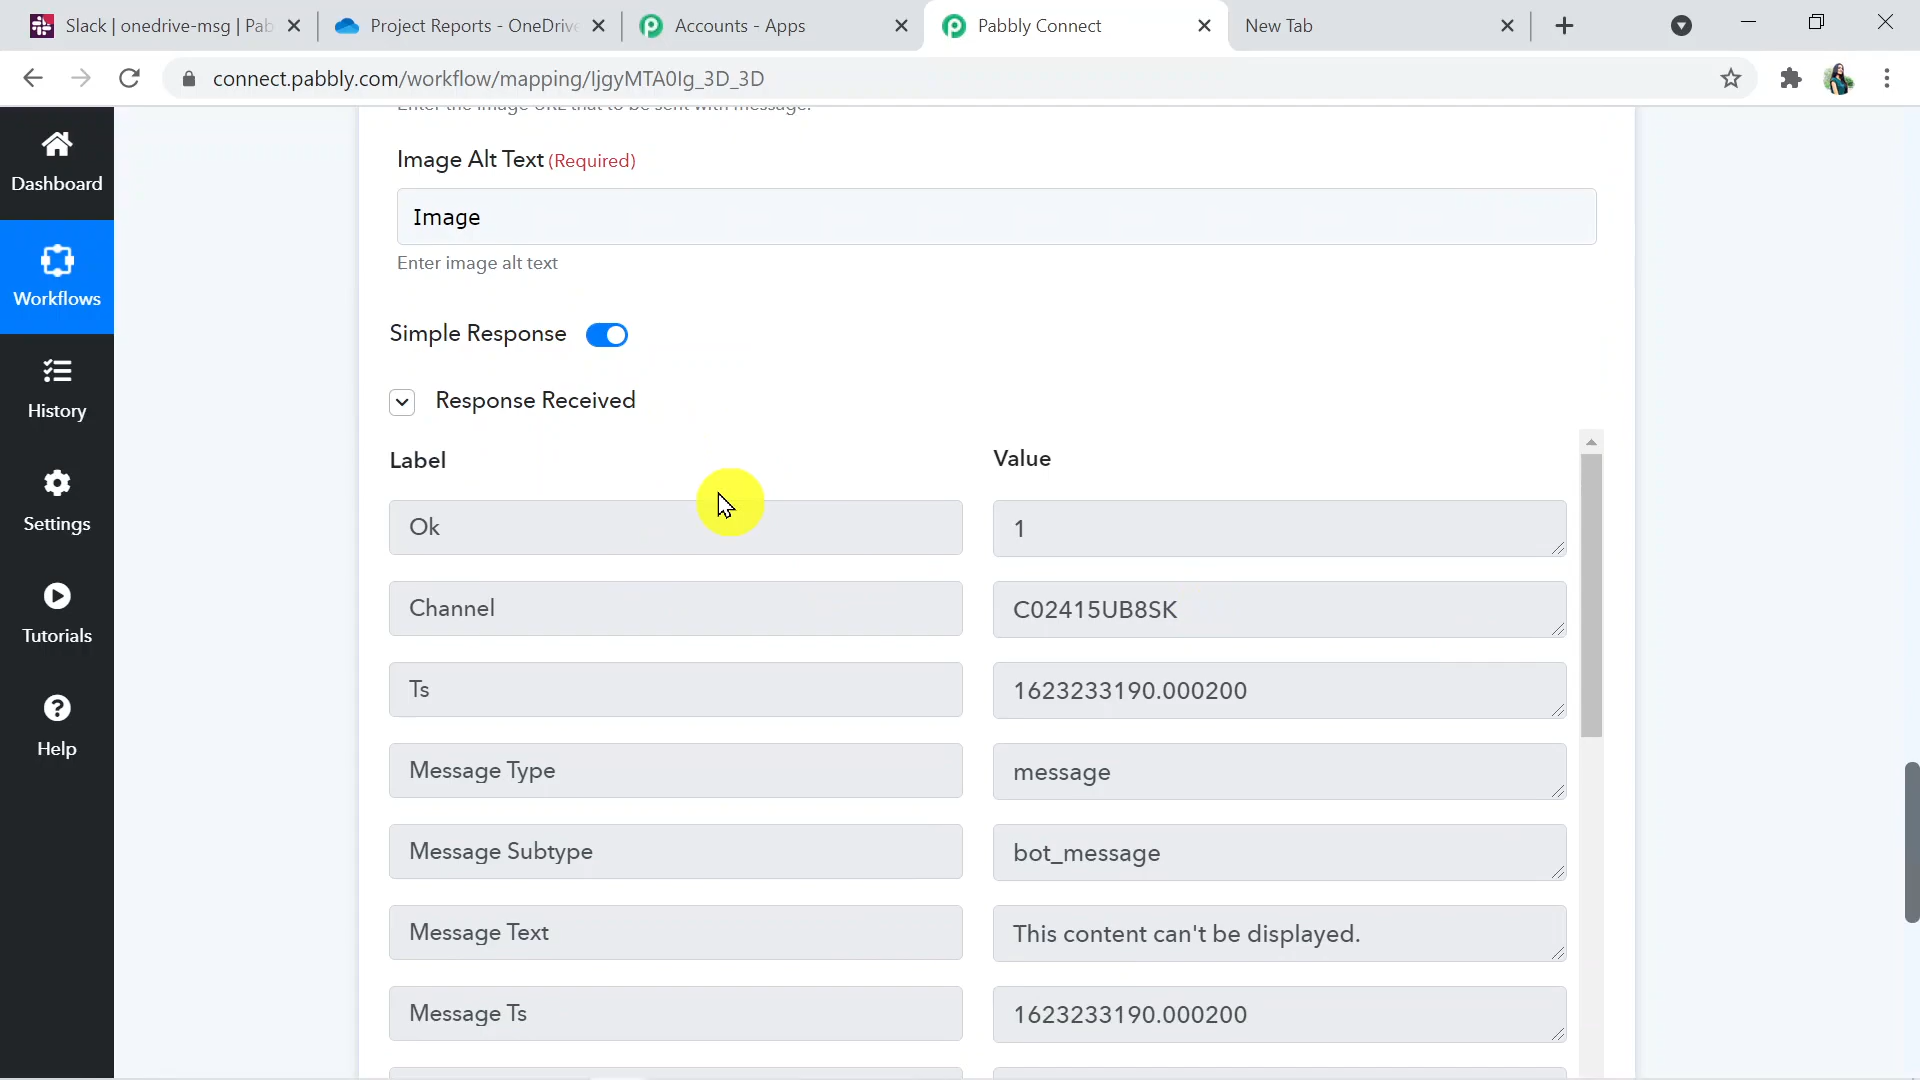 Slack | onedrive-msg | Pab
Project Reports - OneDrive
Accounts - Apps
Pabbly Connect
New Tab
connect.pabbly.com/workflow/mapping/IjgyMTA0Ig_3D_3D
Enter the image URL that to be sent with message.
Dashboard
Workflows
History
Settings
Tutorials
Help
Image Alt Text (Required)
Image
Enter image alt text
Simple Response
Response Received
Label Value
Ok 1
Channel C02415UB8SK
Ts 1623233190.000200
Message Type message
Message Subtype bot_message
Message Text This content can't be displayed.
Message Ts 1623233190.000200